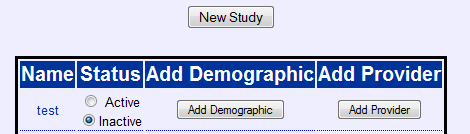 New Study
Name Status Add Demographic Add Provider
Active
test Add Demographic Add Provider
Inactive